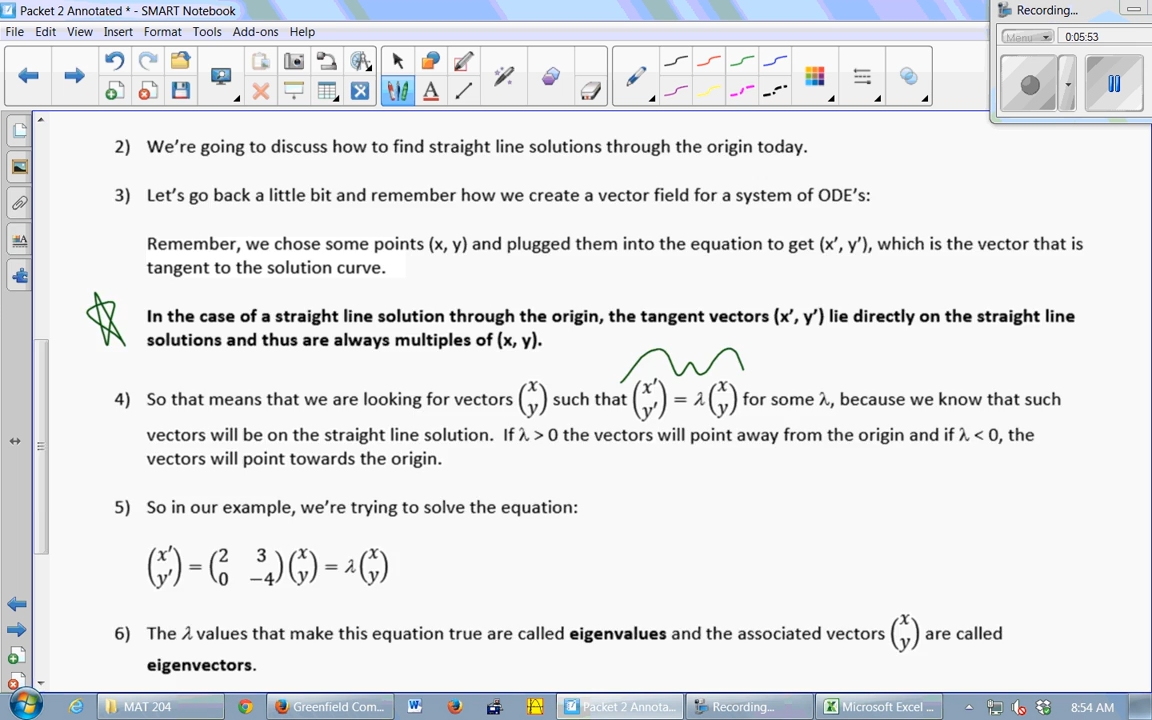 Packet 2 Annotated * - SMART Notebook
Recording...
File Edit View Insert Format Tools Add-ons Help
Menu 0:05:53
2) We're going to discuss how to find straight line solutions through the origin today.
3) Let's go back a little bit and remember how we create a vector field for a system of ODE's:
Remember, we chose some points (x, y) and plugged them into the equation to get (x′, y′), which is the vector that is
tangent to the solution curve.
In the case of a straight line solution through the origin, the tangent vectors (x′, y′) lie directly on the straight line
solutions and thus are always multiples of (x, y).
4) So that means that we are looking for vectors (x y) such that (x′ y′) = λ (x y) for some λ, because we know that such
vectors will be on the straight line solution. If λ > 0 the vectors will point away from the origin and if λ < 0, the
vectors will point towards the origin.
5) So in our example, we're trying to solve the equation:
(x′ y′) = (2 3 0 −4)(x y) = λ(x y)
6) The λ values that make this equation true are called eigenvalues and the associated vectors (x y) are called
eigenvectors.
MAT 204 Greenfield Com... Packet 2 Annota... Recording... Microsoft Excel ... 8:54 AM